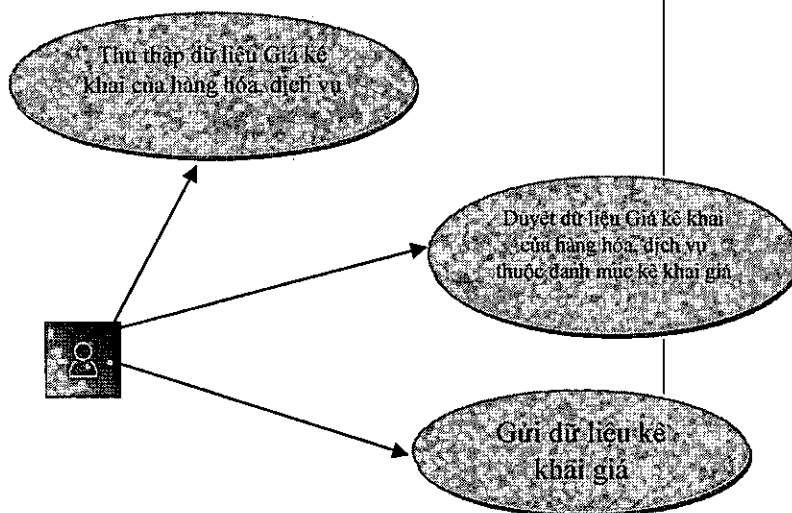 Thu thập dữ liệu Giá kê
khai của hàng hóa, dịch vụ
Duyệt dữ liệu Giá kê khai
của hàng hóa, dịch vụ
thuộc danh mục kê khai giá
Gửi dữ liệu kê
khai giá